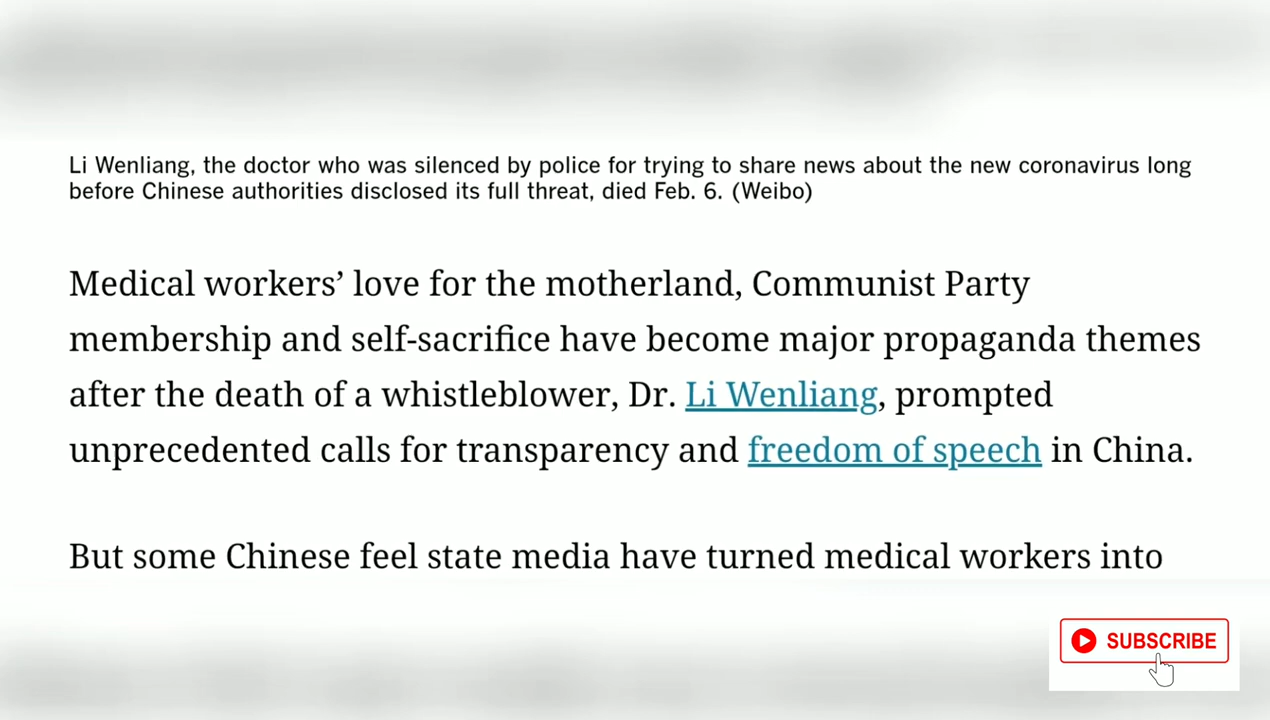 Li Wenliang, the doctor who was silenced by police for trying to share news about the new coronavirus long
before Chinese authorities disclosed its full threat, died Feb. 6. (Weibo)
Medical workers’ love for the motherland, Communist Party
membership and self-sacrifice have become major propaganda themes
after the death of a whistleblower, Dr. Li Wenliang, prompted
unprecedented calls for transparency and freedom of speech in China.
But some Chinese feel state media have turned medical workers into
SUBSCRIBE